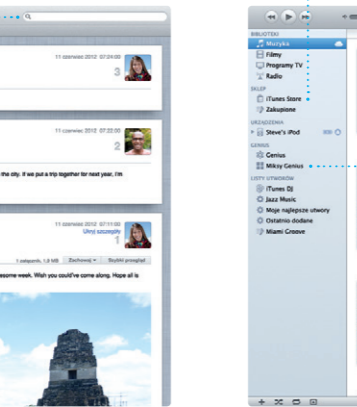 11 czerwiec 2012 07:24:00
3
11 czerwiec 2012 07:22:00
2
the city. If we put a trip together for next year, I'm
11 czerwiec 2012 07:11:00
Ukryj szczegóły
1
1 załącznik, 1,9 MB Zachowaj Szybki przegląd
esome week. Wish you could've come along. Hope all is
BIBLIOTEKI
Muzyka
Filmy
Programy TV
Radio
SKLEP
iTunes Store
Zakupione
URZĄDZENIA
Steve's iPod
GENIUS
Genius
Miksy Genius
LISTY UTWORÓW
iTunes DJ
Jazz Music
Moje najlepsze utwory
Ostatnio dodane
Miami Groove